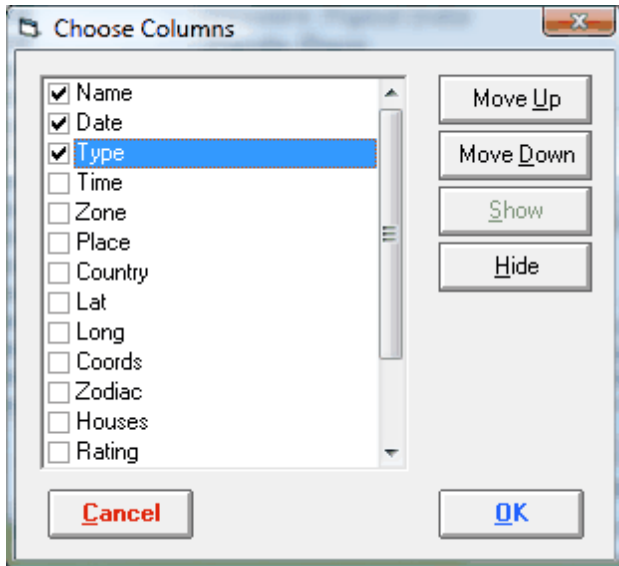 Choose Columns
Name
Date
Type
Time
Zone
Place
Country
Lat
Long
Coords
Zodiac
Houses
Rating
Move Up
Move Down
Show
Hide
Cancel
OK